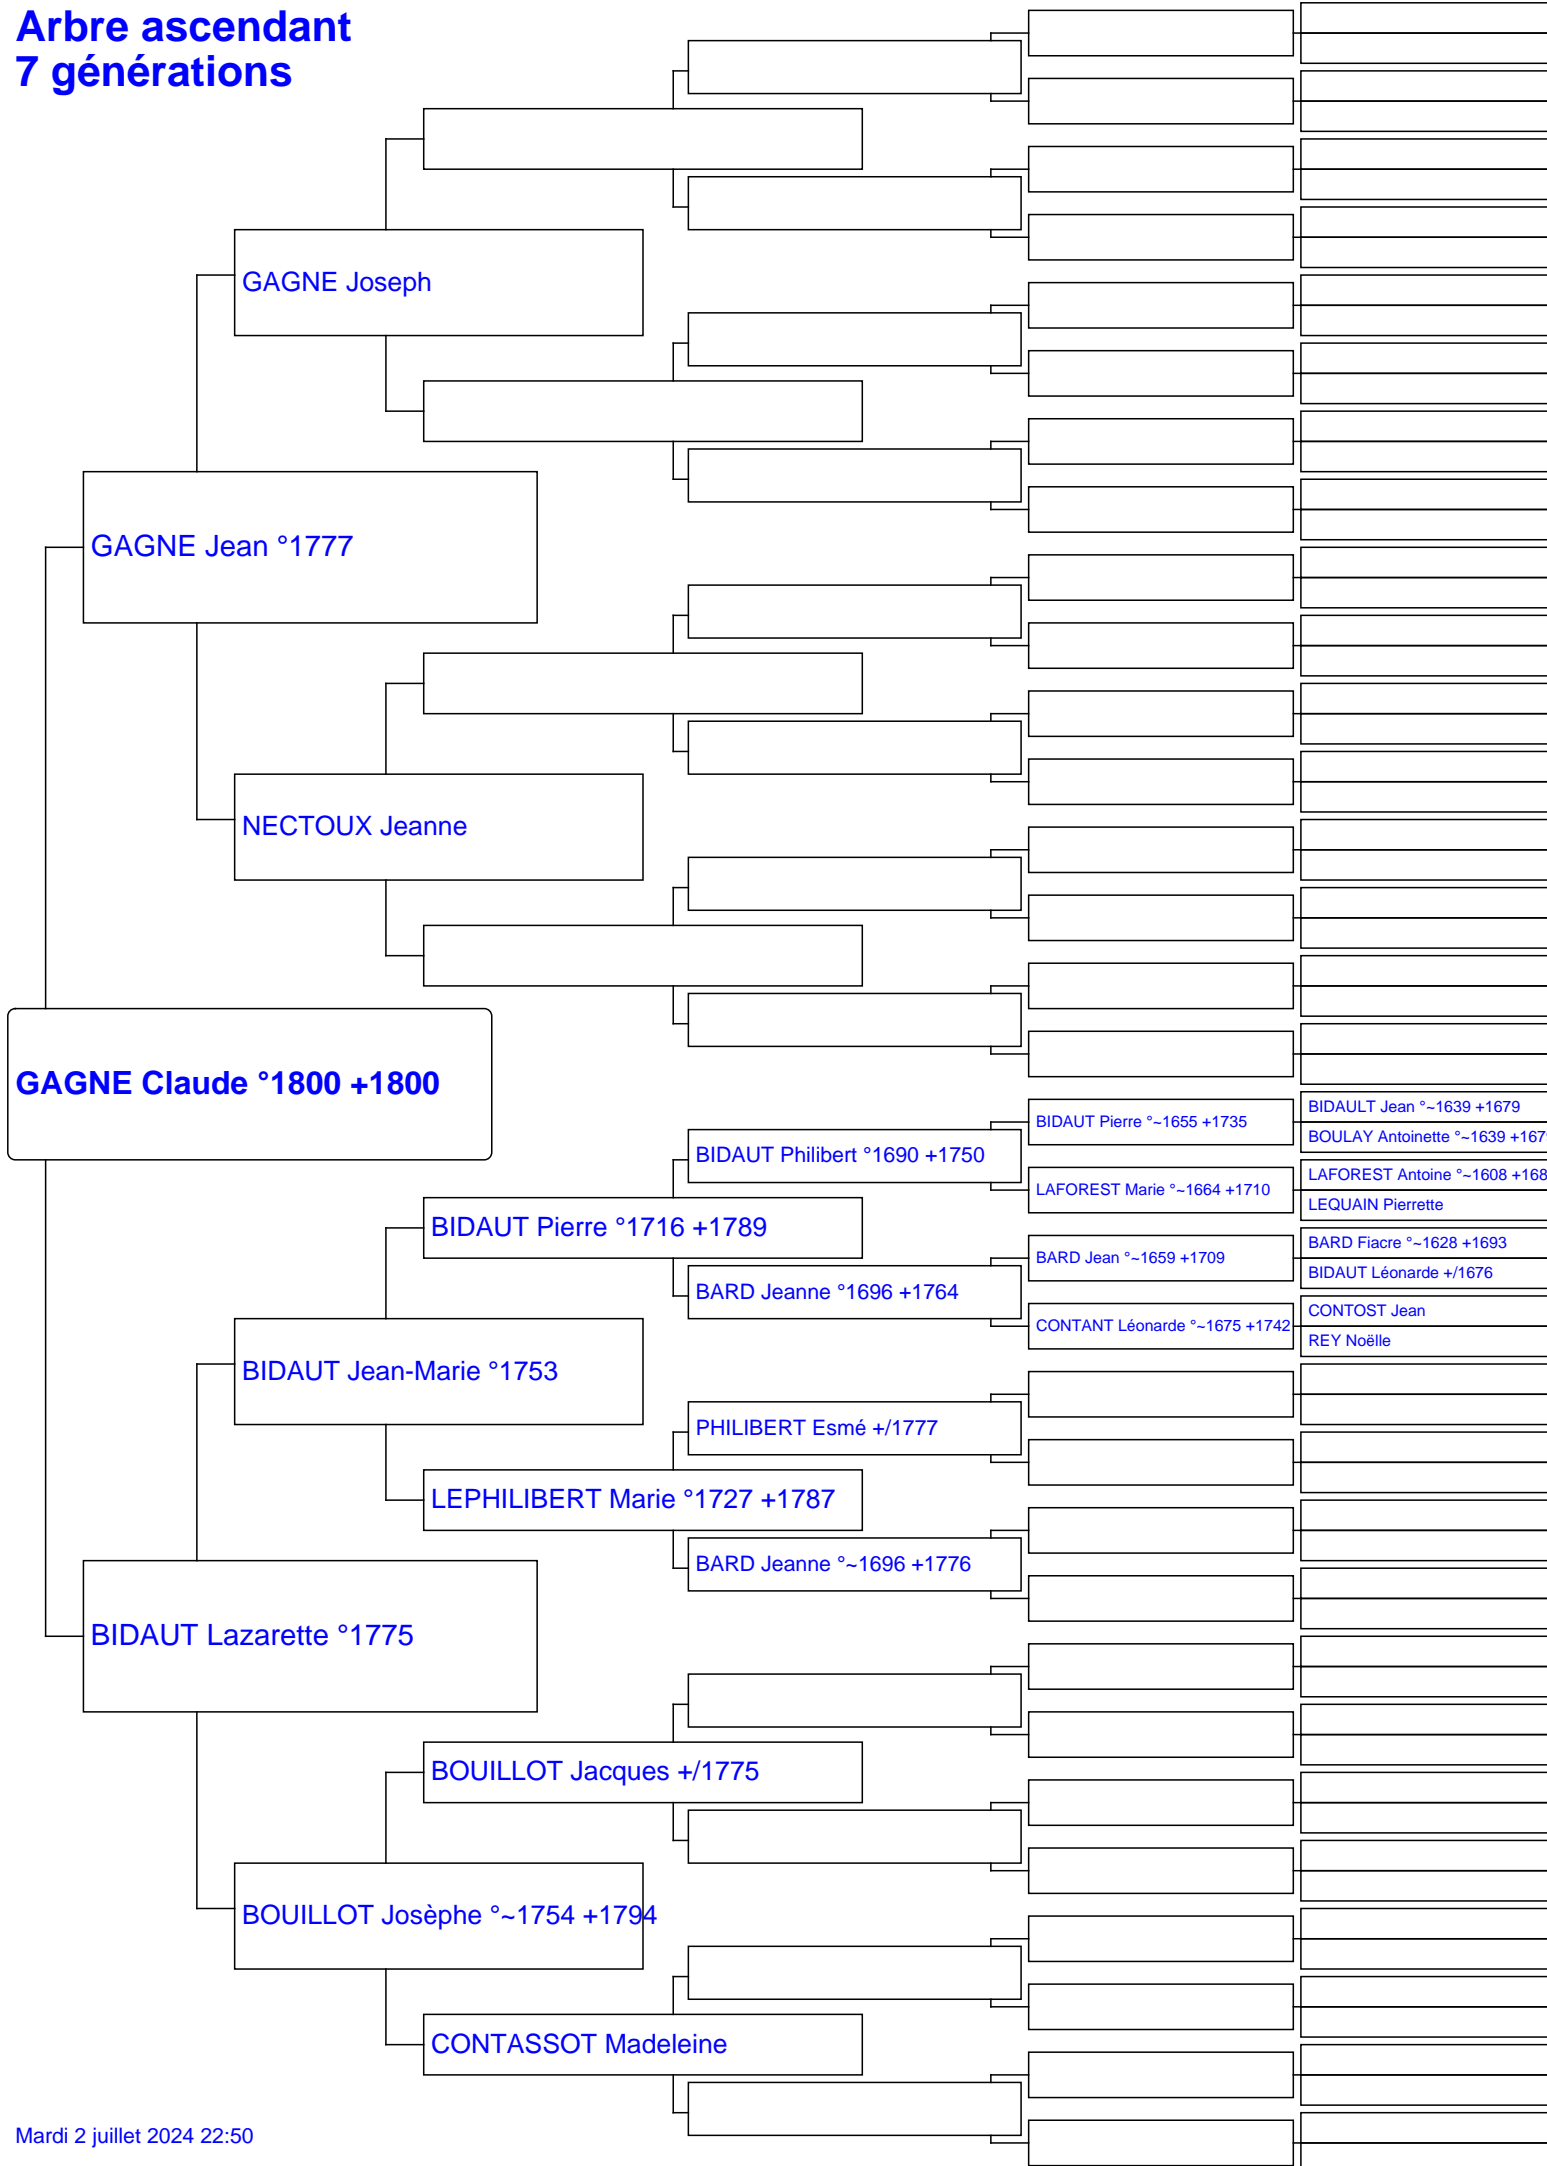 Arbre ascendant
7 générations
GAGNE Joseph
GAGNE Jean °1777
NECTOUX Jeanne
GAGNE Claude °1800 +1800
BIDAUT Pierre °~1655 +1735
BIDAULT Jean °~1639 +1679
BOULAY Antoinette °~1639 +167
BIDAUT Philibert °1690 +1750
LAFOREST Marie °~1664 +1710
LAFOREST Antoine °~1608 +168
LEQUAIN Pierrette
BIDAUT Pierre °1716 +1789
BARD Jean °~1659 +1709
BARD Fiacre °~1628 +1693
BIDAUT Léonarde +/1676
BARD Jeanne °1696 +1764
CONTANT Léonarde °~1675 +1742
CONTOST Jean
REY Noëlle
BIDAUT Jean-Marie °1753
PHILIBERT Esmé +/1777
LEPHILIBERT Marie °1727 +1787
BARD Jeanne °~1696 +1776
BIDAUT Lazarette °1775
BOUILLOT Jacques +/1775
BOUILLOT Josèphe °~1754 +1794
CONTASSOT Madeleine
Mardi 2 juillet 2024 22:50